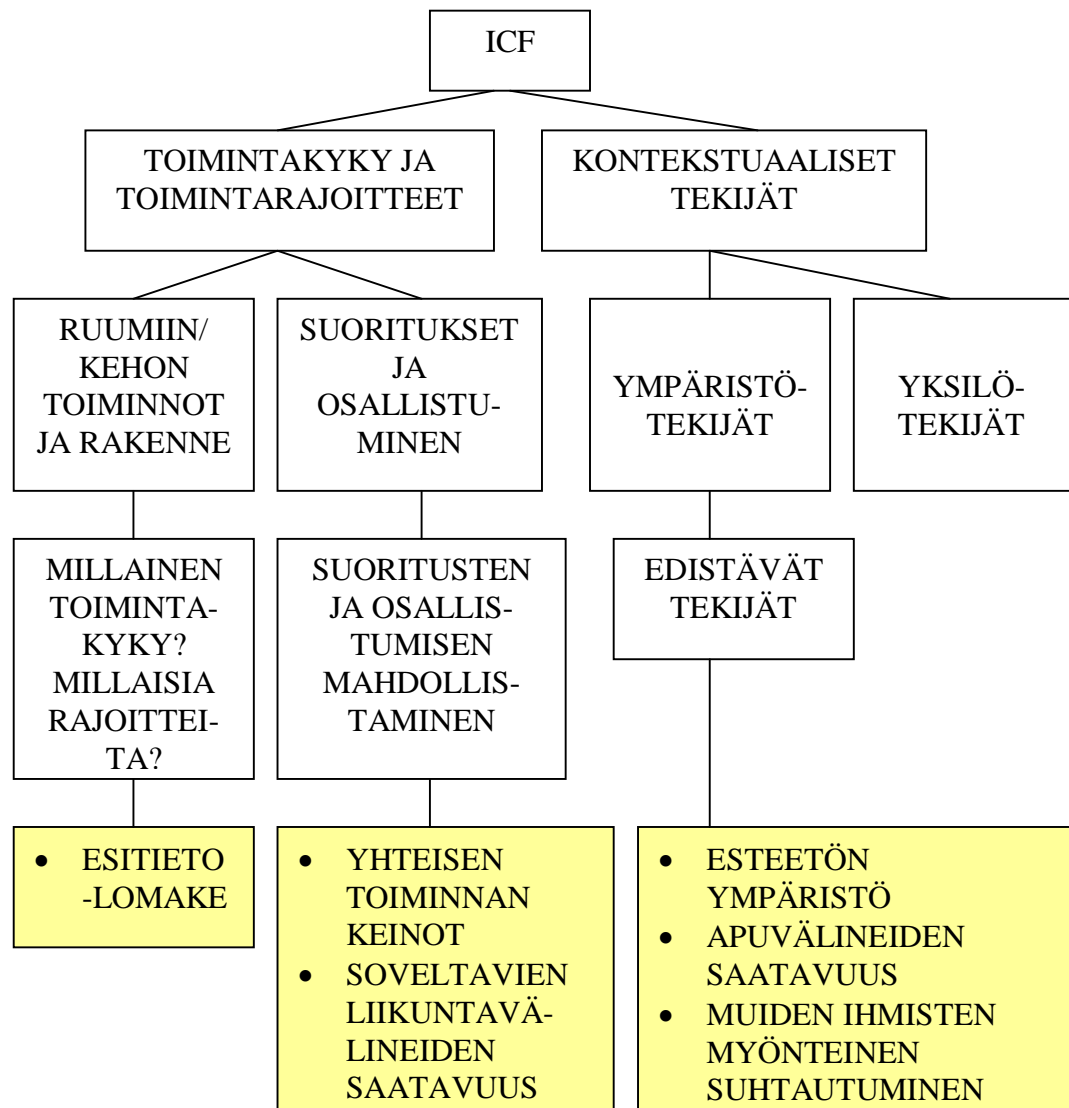 ICF
TOIMINTAKYKY JA
TOIMINTARAJOITTEET
KONTEKSTUAALISET
TEKIJÄT
RUUMIIN/
KEHON
TOIMINNOT
JA RAKENNE
SUORITUKSET
JA
OSALLISTU-
MINEN
YMPÄRISTÖ-
TEKIJÄT
YKSILÖ-
TEKIJÄT
MILLAINEN
TOIMINTA-
KYKY?
MILLAISIA
RAJOITTEI-
TA?
SUORITUSTEN
JA OSALLIS-
TUMISEN
MAHDOLLIS-
TAMINEN
EDISTÄVÄT
TEKIJÄT
• ESITIETO
-LOMAKE
• YHTEISEN
TOIMINNAN
KEINOT
• SOVELTAVIEN
LIIKUNTAVÄ-
LINEIDEN
SAATAVUUS
• ESTEETÖN
YMPÄRISTÖ
• APUVÄLINEIDEN
SAATAVUUS
• MUIDEN IHMISTEN
MYÖNTEINEN
SUHTAUTUMINEN